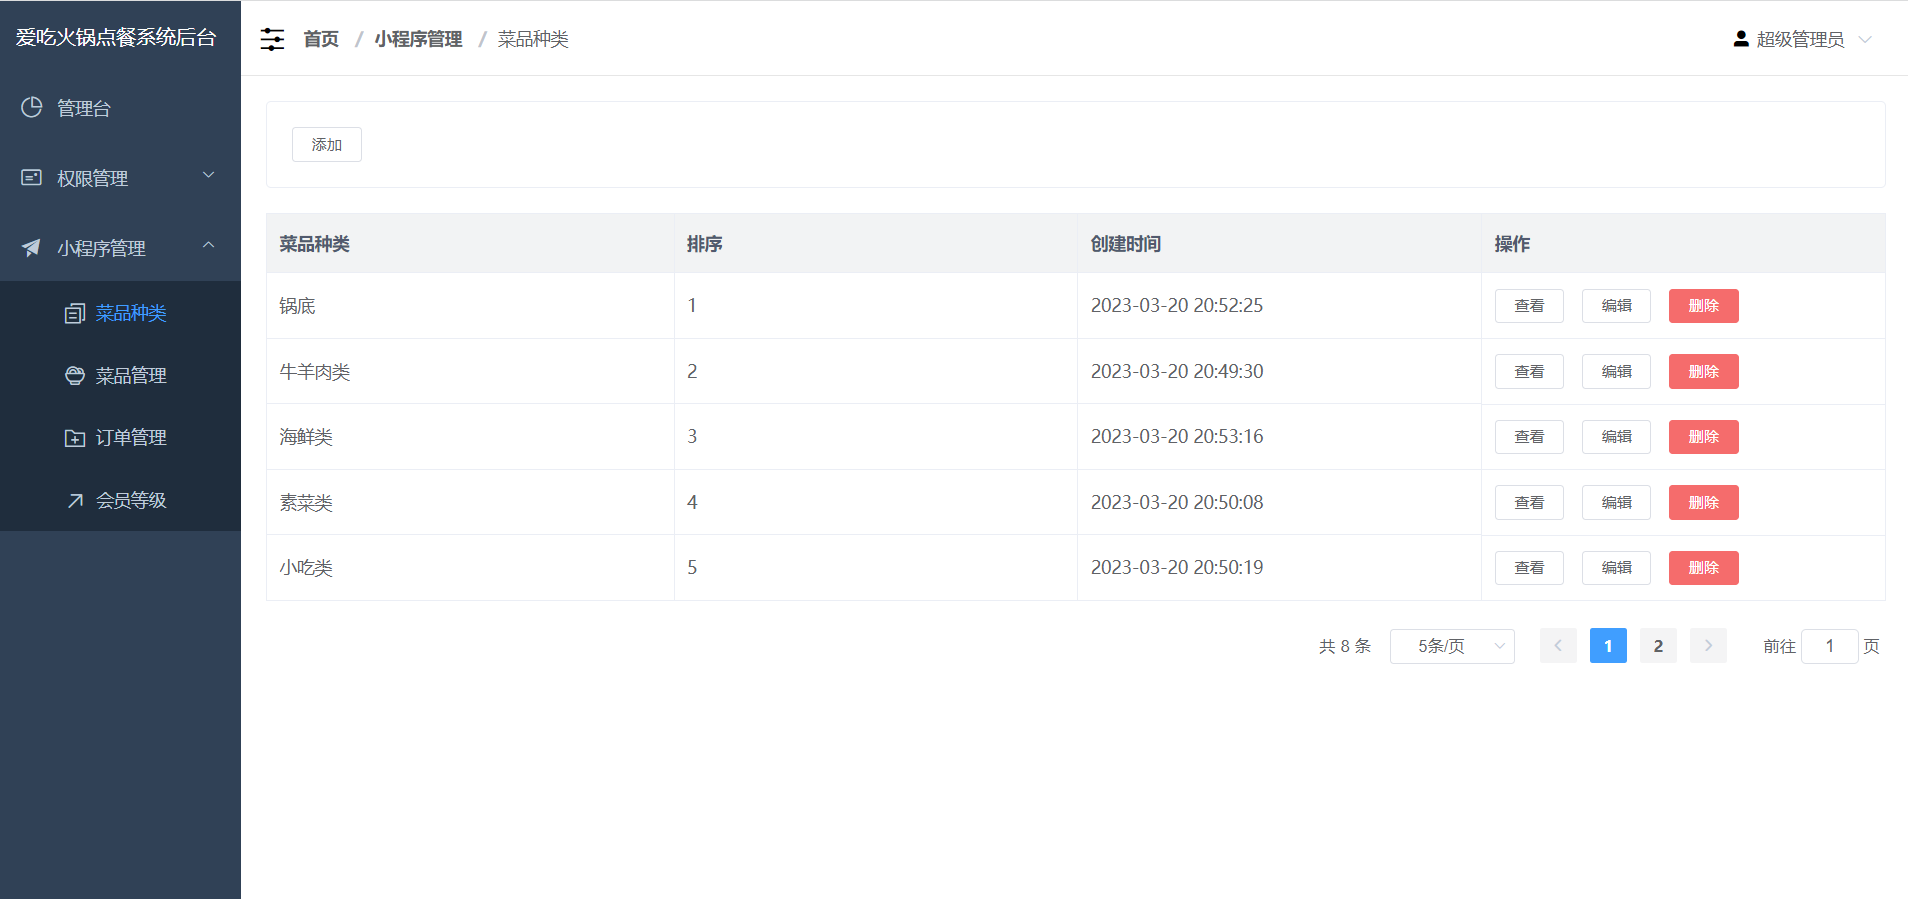 爱吃火锅点餐系统后台
管理台
权限管理
小程序管理
菜品种类
菜品管理
订单管理
会员等级
首页 / 小程序管理 / 菜品种类
超级管理员
添加
菜品种类 排序 创建时间 操作
锅底 1 2023-03-20 20:52:25 查看 编辑 删除
牛羊肉类 2 2023-03-20 20:49:30 查看 编辑 删除
海鲜类 3 2023-03-20 20:53:16 查看 编辑 删除
素菜类 4 2023-03-20 20:50:08 查看 编辑 删除
小吃类 5 2023-03-20 20:50:19 查看 编辑 删除
共 8 条 5条/页 1 2 前往 1 页